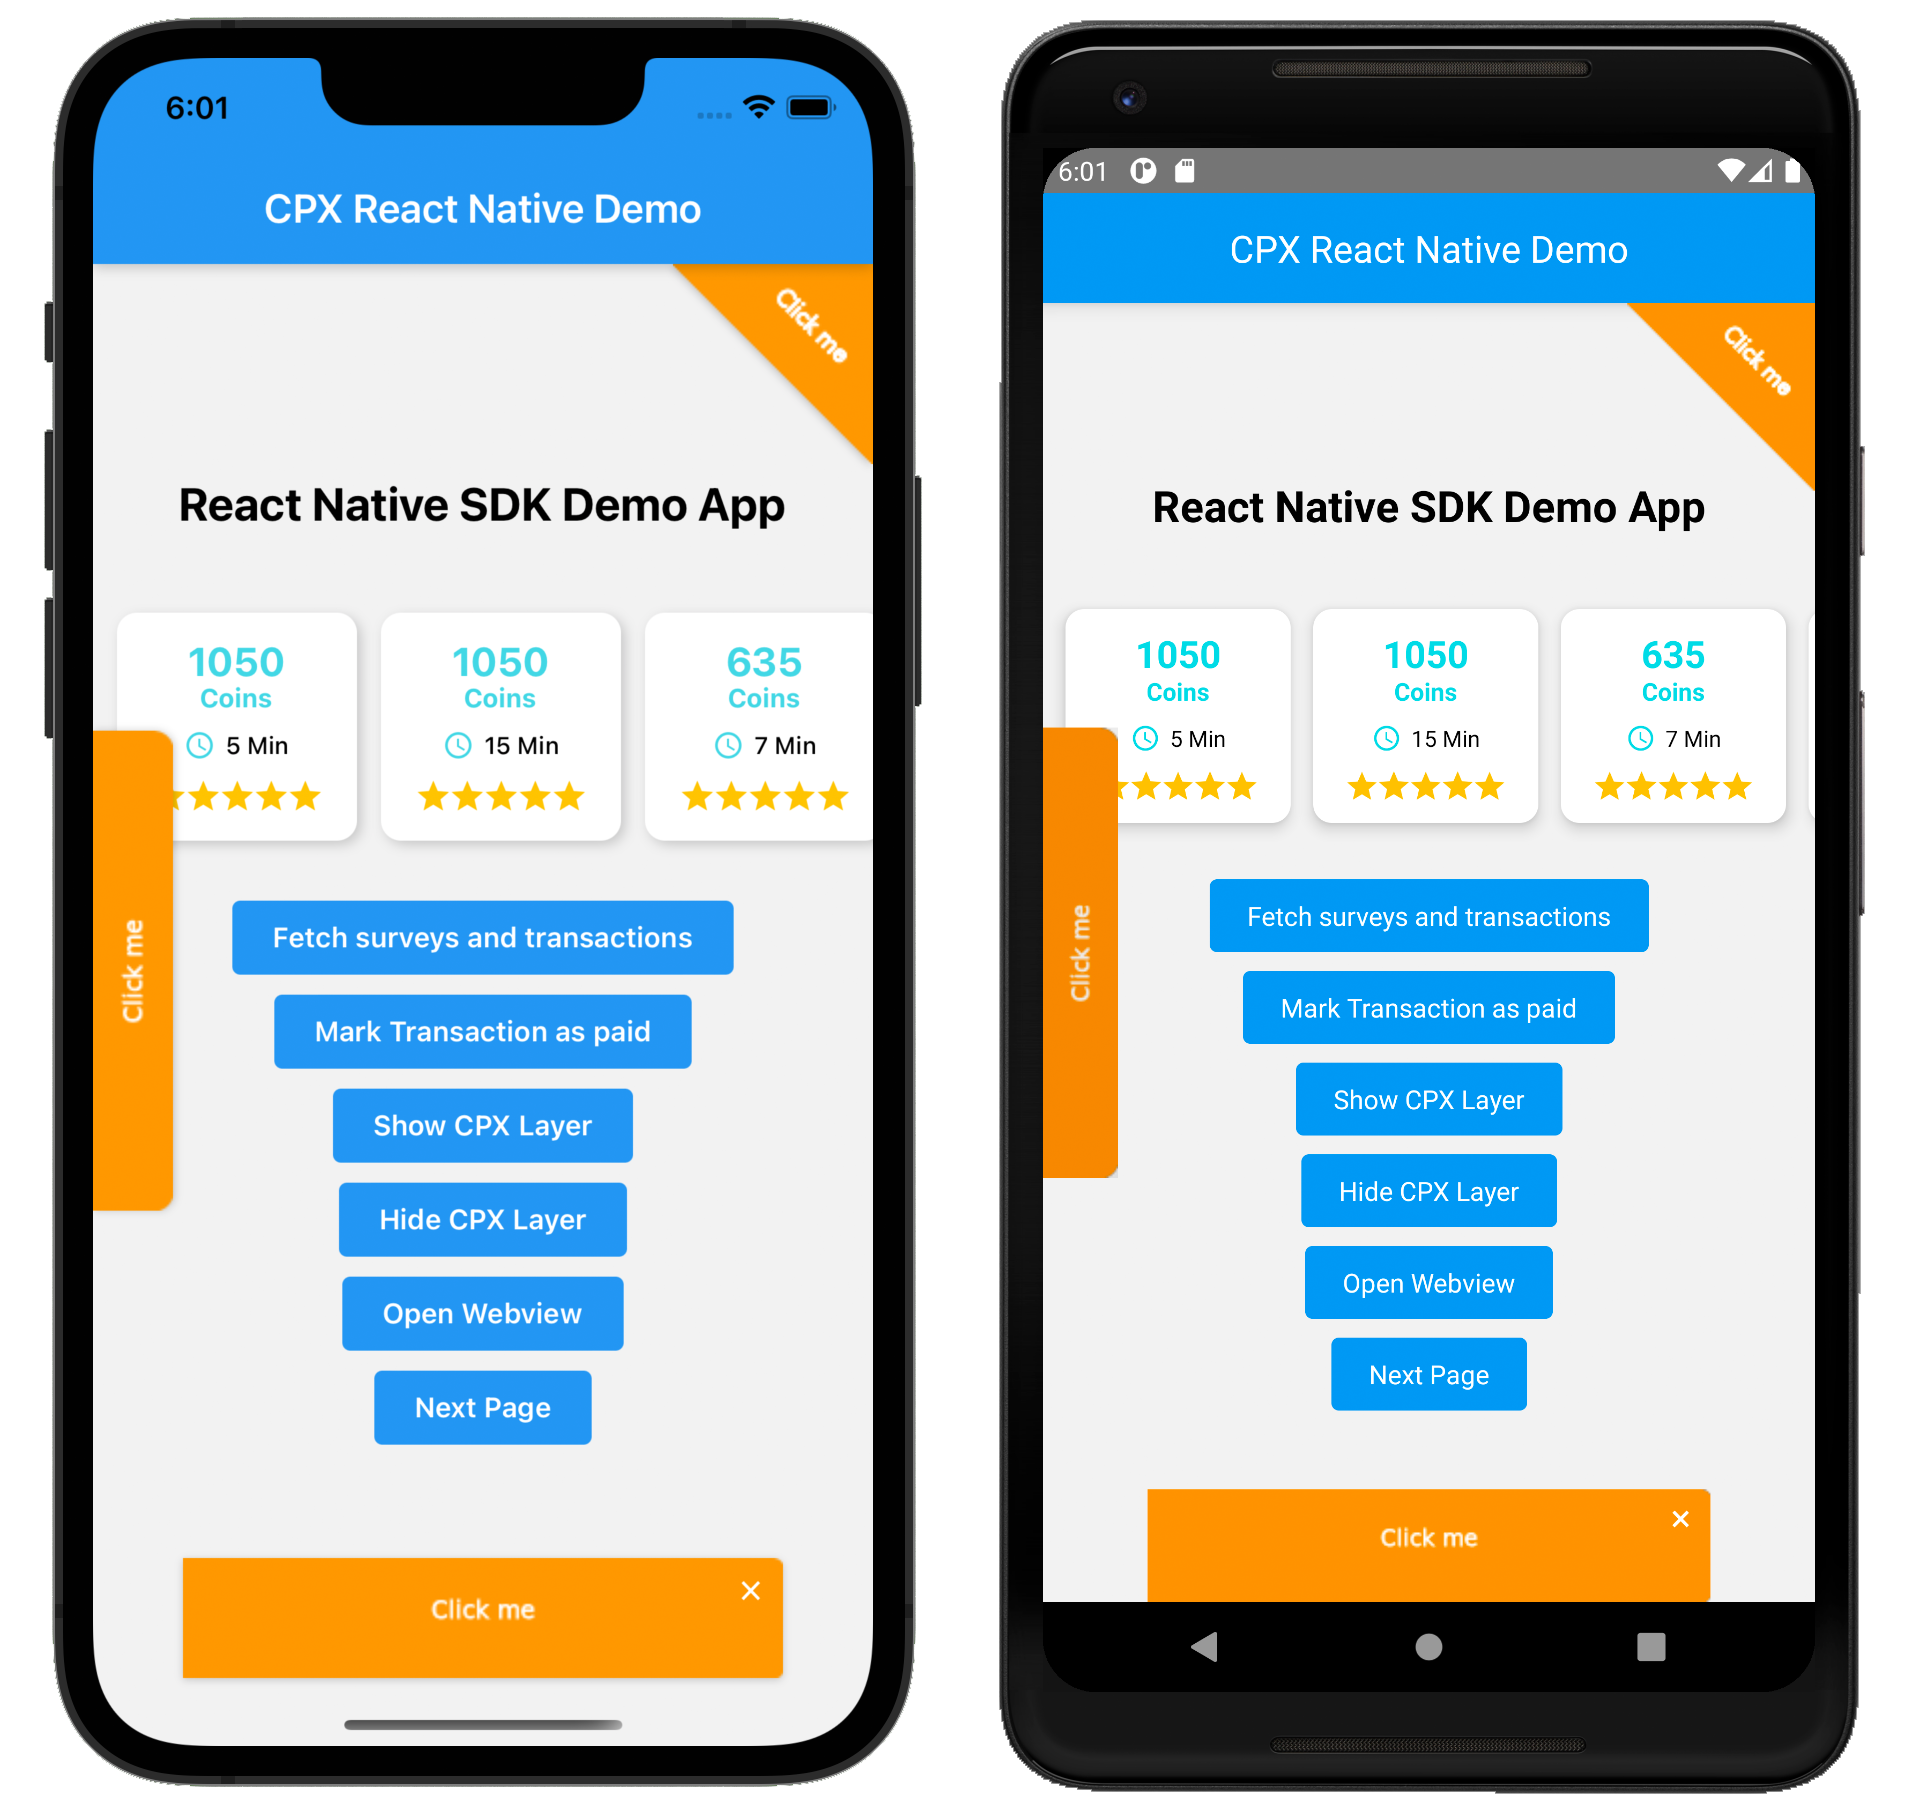 6:01
CPX React Native Demo
Click me
React Native SDK Demo App
1050 1050 635
Coins Coins Coins
5 Min 15 Min 7 Min
Click me
Fetch surveys and transactions
Mark Transaction as paid
Show CPX Layer
Hide CPX Layer
Open Webview
Next Page
Click me
6:01
CPX React Native Demo
Click me
React Native SDK Demo App
1050 1050 635
Coins Coins Coins
5 Min 15 Min 7 Min
Click me
Fetch surveys and transactions
Mark Transaction as paid
Show CPX Layer
Hide CPX Layer
Open Webview
Next Page
Click me